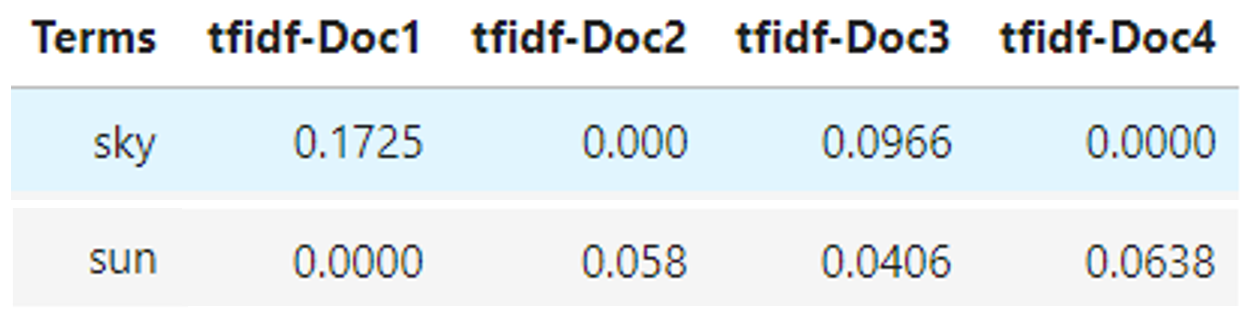 Terms tfidf-Doc1 tfidf-Doc2 tfidf-Doc3 tfidf-Doc4
sky 0.1725 0.000 0.0966 0.0000
sun 0.0000 0.058 0.0406 0.0638